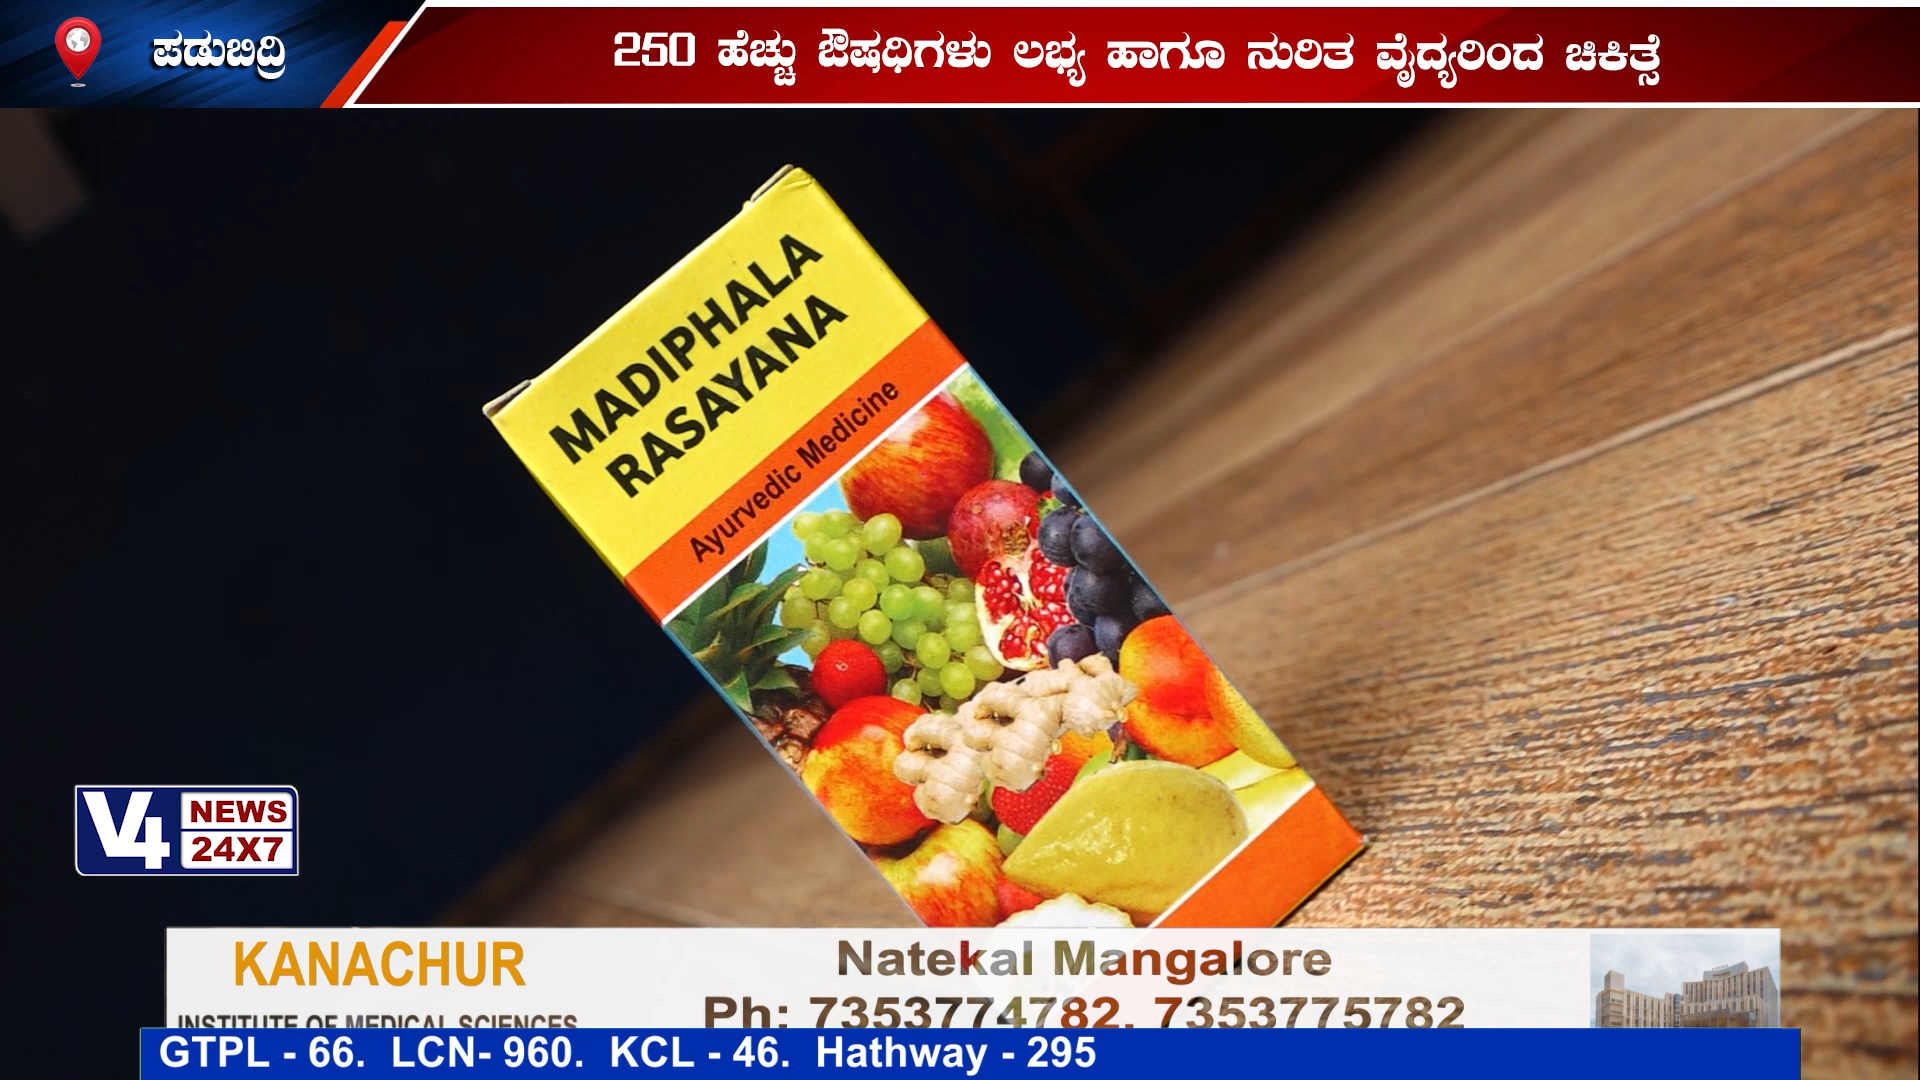 ಪಡುಬಿದ್ರಿ
250 ಹೆಚ್ಚು ಔಷಧಿಗಳು ಲಭ್ಯ ಹಾಗೂ ನುರಿತ ವೈದ್ಯರಿಂದ ಚಿಕಿತ್ಸೆ
MADIPHALA
RASAYANA
Ayurvedic Medicine
V4 NEWS
24X7
KANACHUR
INSTITUTE OF MEDICAL SCIENCES
Natekal Mangalore
Ph: 7353774782, 7353775782
GTPL - 66. LCN- 960. KCL - 46. Hathway - 295